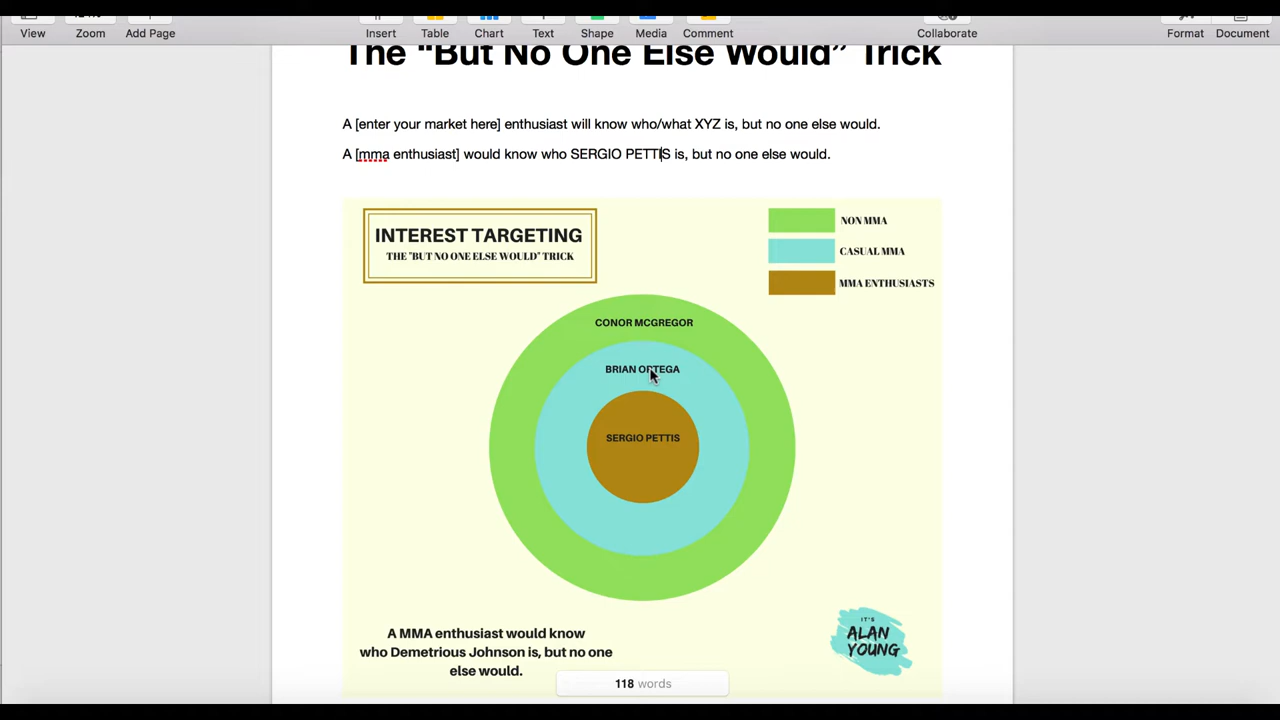 View
Zoom
Add Page
Insert
Table
Chart
Text
Shape
Media
Comment
Collaborate
Format
Document
The “But No One Else Would” Trick
A [enter your market here] enthusiast will know who/what XYZ is, but no one else would.
A [mma enthusiast] would know who SERGIO PETTIS is, but no one else would.
INTEREST TARGETING
THE "BUT NO ONE ELSE WOULD" TRICK
NON MMA
CASUAL MMA
MMA ENTHUSIASTS
CONOR MCGREGOR
BRIAN ORTEGA
SERGIO PETTIS
A MMA enthusiast would know
who Demetrious Johnson is, but no one
else would.
IT'S
ALAN
YOUNG
118 words